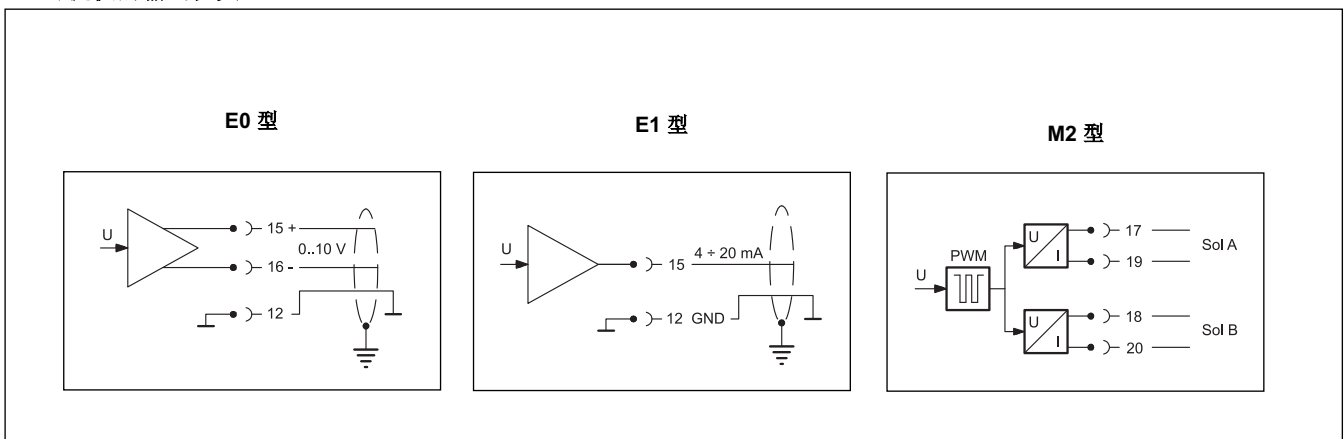 E0 型
U
15 +
0..10 V
16 -
12
E1 型
U
15
4 ÷ 20 mA
12 GND
M2 型
U
PWM
U
I
17
19
Sol A
U
I
18
20
Sol B